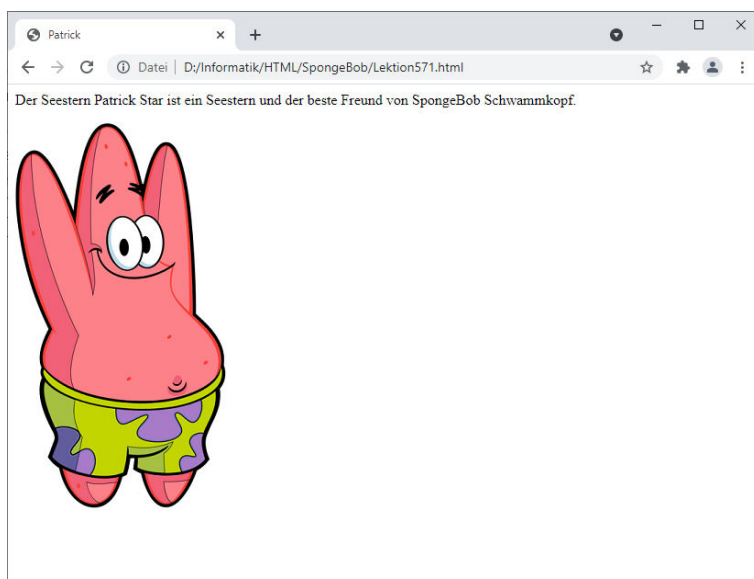 Patrick
Datei | D:/Informatik/HTML/SpongeBob/Lektion571.html
Der Seestern Patrick Star ist ein Seestern und der beste Freund von SpongeBob Schwammkopf.